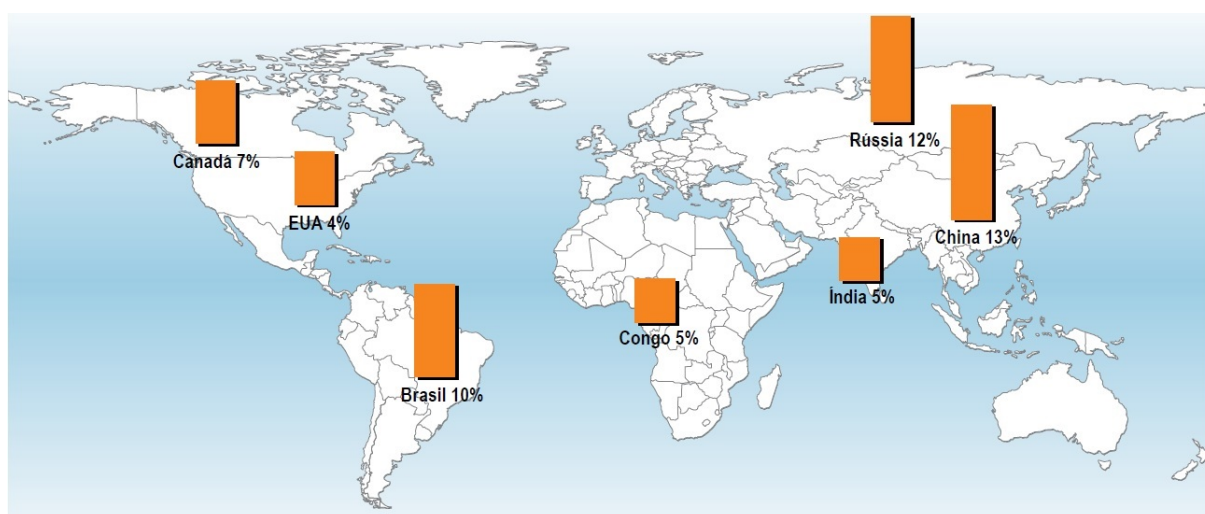 Canadá 7%
EUA 4%
Brasil 10%
Congo 5%
Rússia 12%
China 13%
Índia 5%